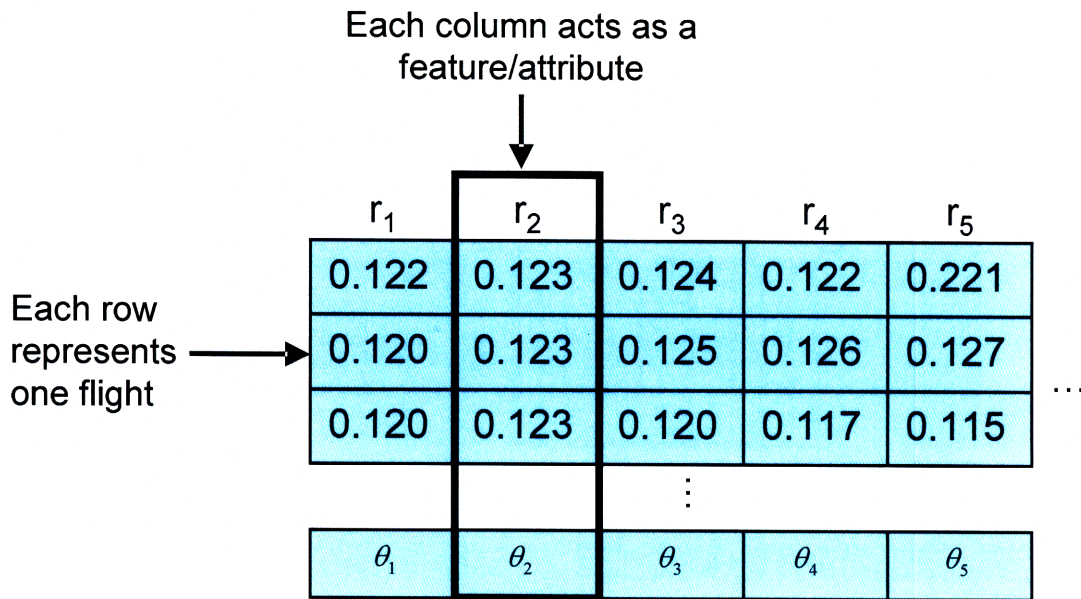 Each column acts as a
feature/attribute
r₁ r₂ r₃ r₄ r₅
0.122 0.123 0.124 0.122 0.221
Each row
represents
one flight
0.120 0.123 0.125 0.126 0.127
...
0.120 0.123 0.120 0.117 0.115
⋮
θ₁ θ₂ θ₃ θ₄ θ₅